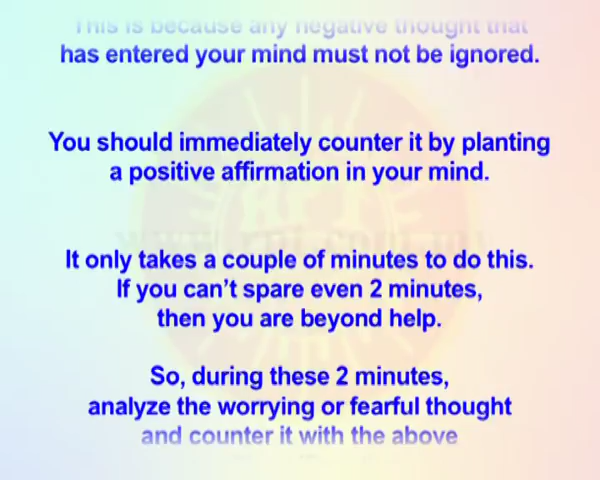 This is because any negative thought that
has entered your mind must not be ignored.
You should immediately counter it by planting
a positive affirmation in your mind.
It only takes a couple of minutes to do this.
If you can't spare even 2 minutes,
then you are beyond help.
So, during these 2 minutes,
analyze the worrying or fearful thought
and counter it with the above